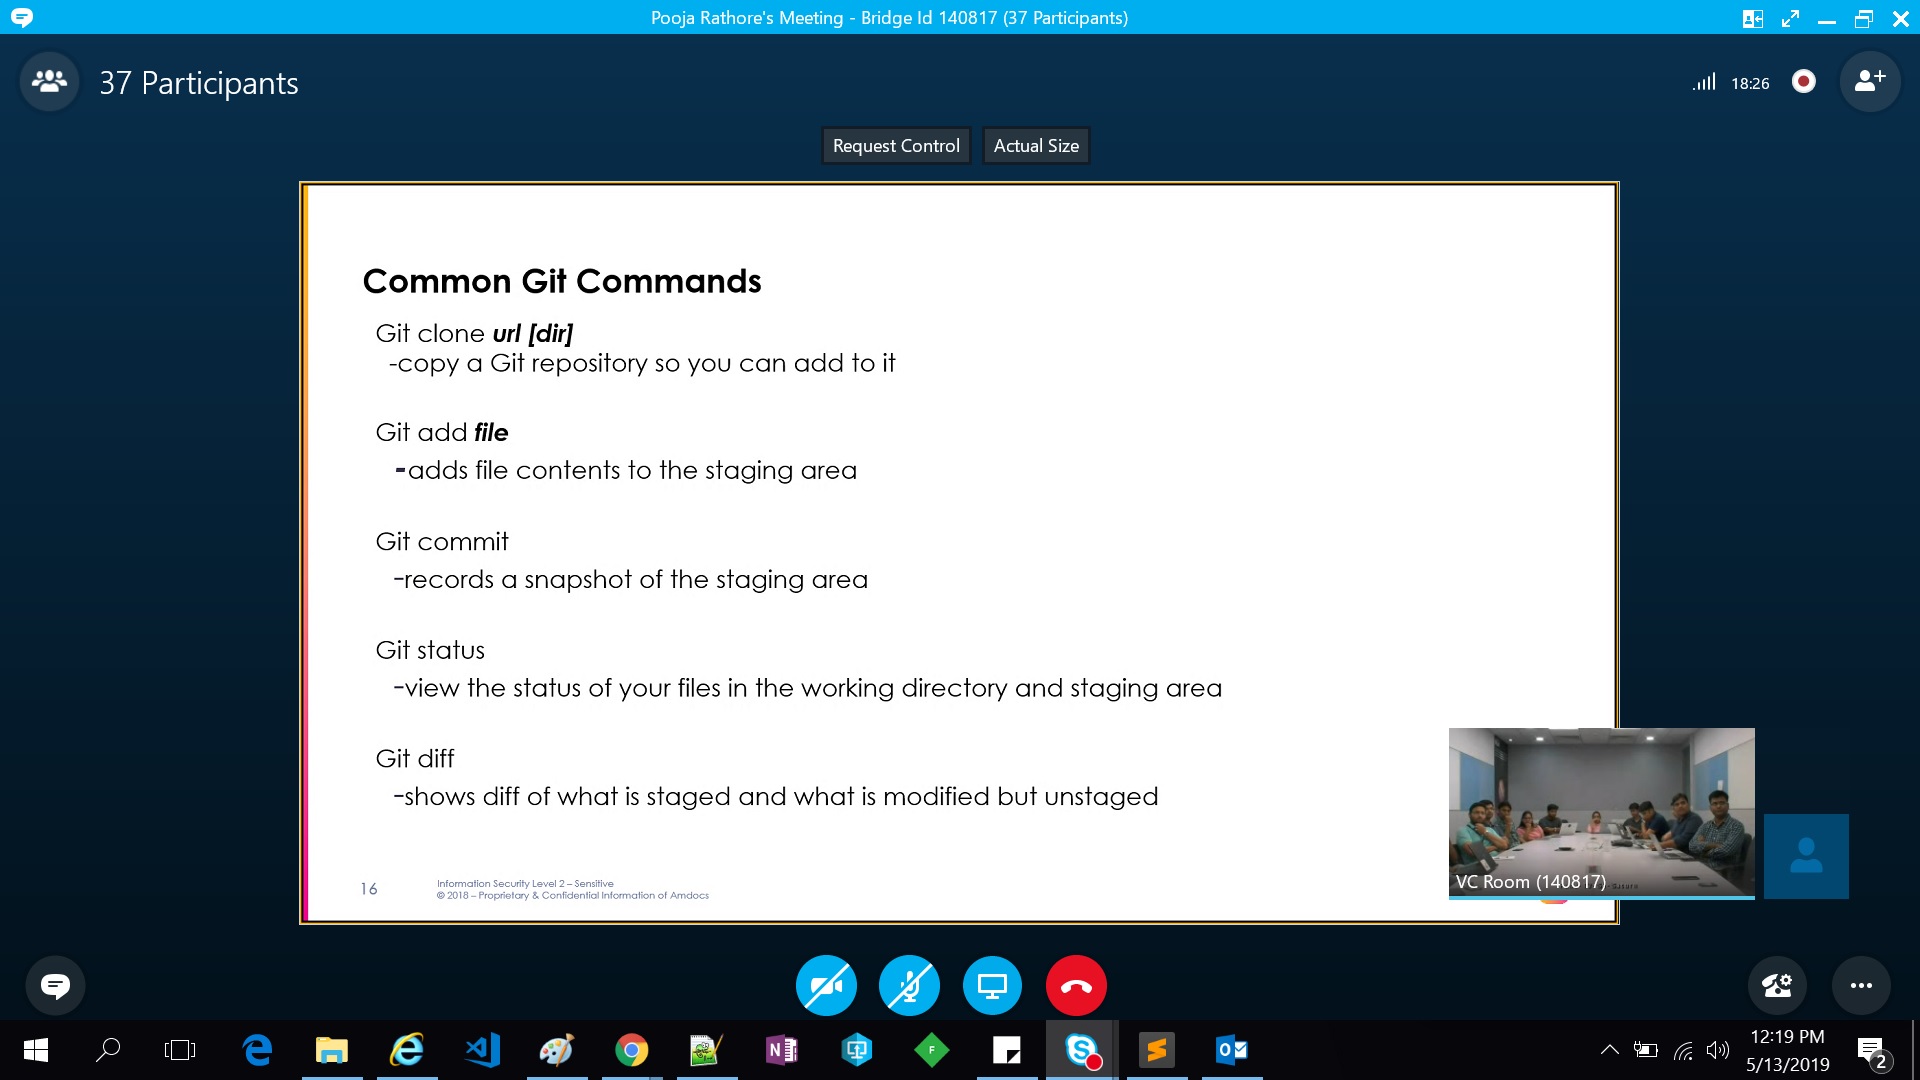 Pooja Rathore's Meeting - Bridge Id 140817 (37 Participants)
37 Participants
18:26
Request Control
Actual Size
Common Git Commands
Git clone url [dir]
-copy a Git repository so you can add to it
Git add file
-adds file contents to the staging area
Git commit
-records a snapshot of the staging area
Git status
-view the status of your files in the working directory and staging area
Git diff
-shows diff of what is staged and what is modified but unstaged
16
Information Security Level 2 – Sensitive
© 2018 – Proprietary & Confidential Information of Amdocs
VC Room (140817)
12:19 PM
5/13/2019
2